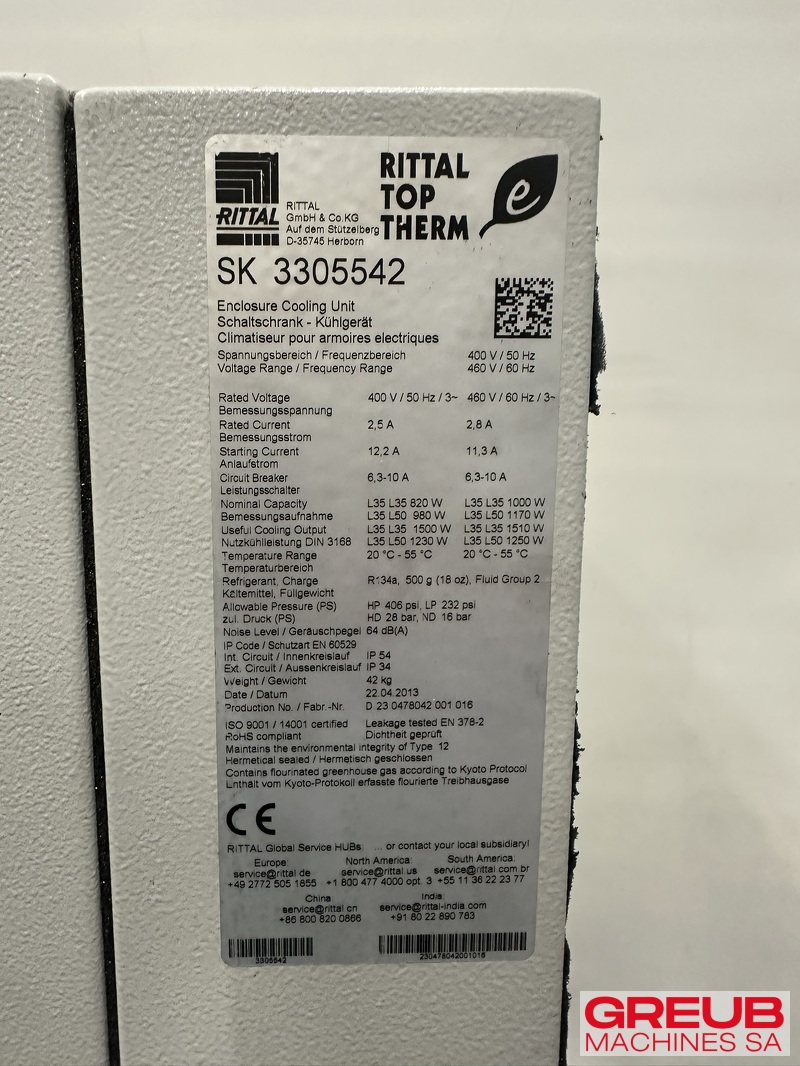 RITTAL
RITTAL
GmbH & Co.KG
Auf dem Stützelberg
D-35745 Herborn
RITTAL
TOP
THERM
e
SK 3305542
Enclosure Cooling Unit
Schaltschrank - Kühlgerät
Climatiseur pour armoires electriques
Spannungsbereich / Frequenzbereich 400 V / 50 Hz
Voltage Range / Frequency Range 460 V / 60 Hz
Rated Voltage 400 V / 50 Hz / 3~ 460 V / 60 Hz / 3~
Bemessungsspannung
Rated Current 2,5 A 2,8 A
Bemessungsstrom
Starting Current 12,2 A 11,3 A
Anlaufstrom
Circuit Breaker 6,3-10 A 6,3-10 A
Leistungsschalter
Nominal Capacity L35 L35 820 W L35 L35 1000 W
Bemessungsaufnahme L35 L50 980 W L35 L50 1170 W
Useful Cooling Output L35 L35 1500 W L35 L35 1510 W
Nutzkühlleistung DIN 3168 L35 L50 1230 W L35 L50 1250 W
Temperature Range 20 °C - 55 °C 20 °C - 55 °C
Temperaturbereich
Refrigerant, Charge R134a, 500 g (18 oz), Fluid Group 2
Kältemittel, Füllgewicht
Allowable Pressure (PS) HP 406 psi, LP 232 psi
zul. Druck (PS) HD 28 bar, ND 16 bar
Noise Level / Geräuschpegel 64 dB(A)
IP Code / Schutzart EN 60529
Int. Circuit / Innenkreislauf IP 54
Ext. Circuit / Aussenkreislauf IP 34
Weight / Gewicht 42 kg
Date / Datum 22.04.2013
Production No. / Fabr.-Nr. D 23 0478042 001 016
ISO 9001 / 14001 certified Leakage tested EN 378-2
RoHS compliant Dichtheit geprüft
Maintains the environmental integrity of Type 12
Hermetical sealed / Hermetisch geschlossen
Contains flourinated greenhouse gas according to Kyoto Protocol
Enthält vom Kyoto-Protokoll erfasste flourierte Treibhausgase
CE
RITTAL Global Service HUBs ... or contact your local subsidiary!
Europe: North America: South America:
service@rittal.de service@rittal.us service@rittal.com.br
+49 2772 505 1855 +1 800 477 4000 opt. 3 +55 11 36 22 23 77
China: India:
service@rittal.cn service@rittal-india.com
+86 800 820 0866 +91 80 22 890 783
3305542 230478042001016
GREUB
MACHINES SA